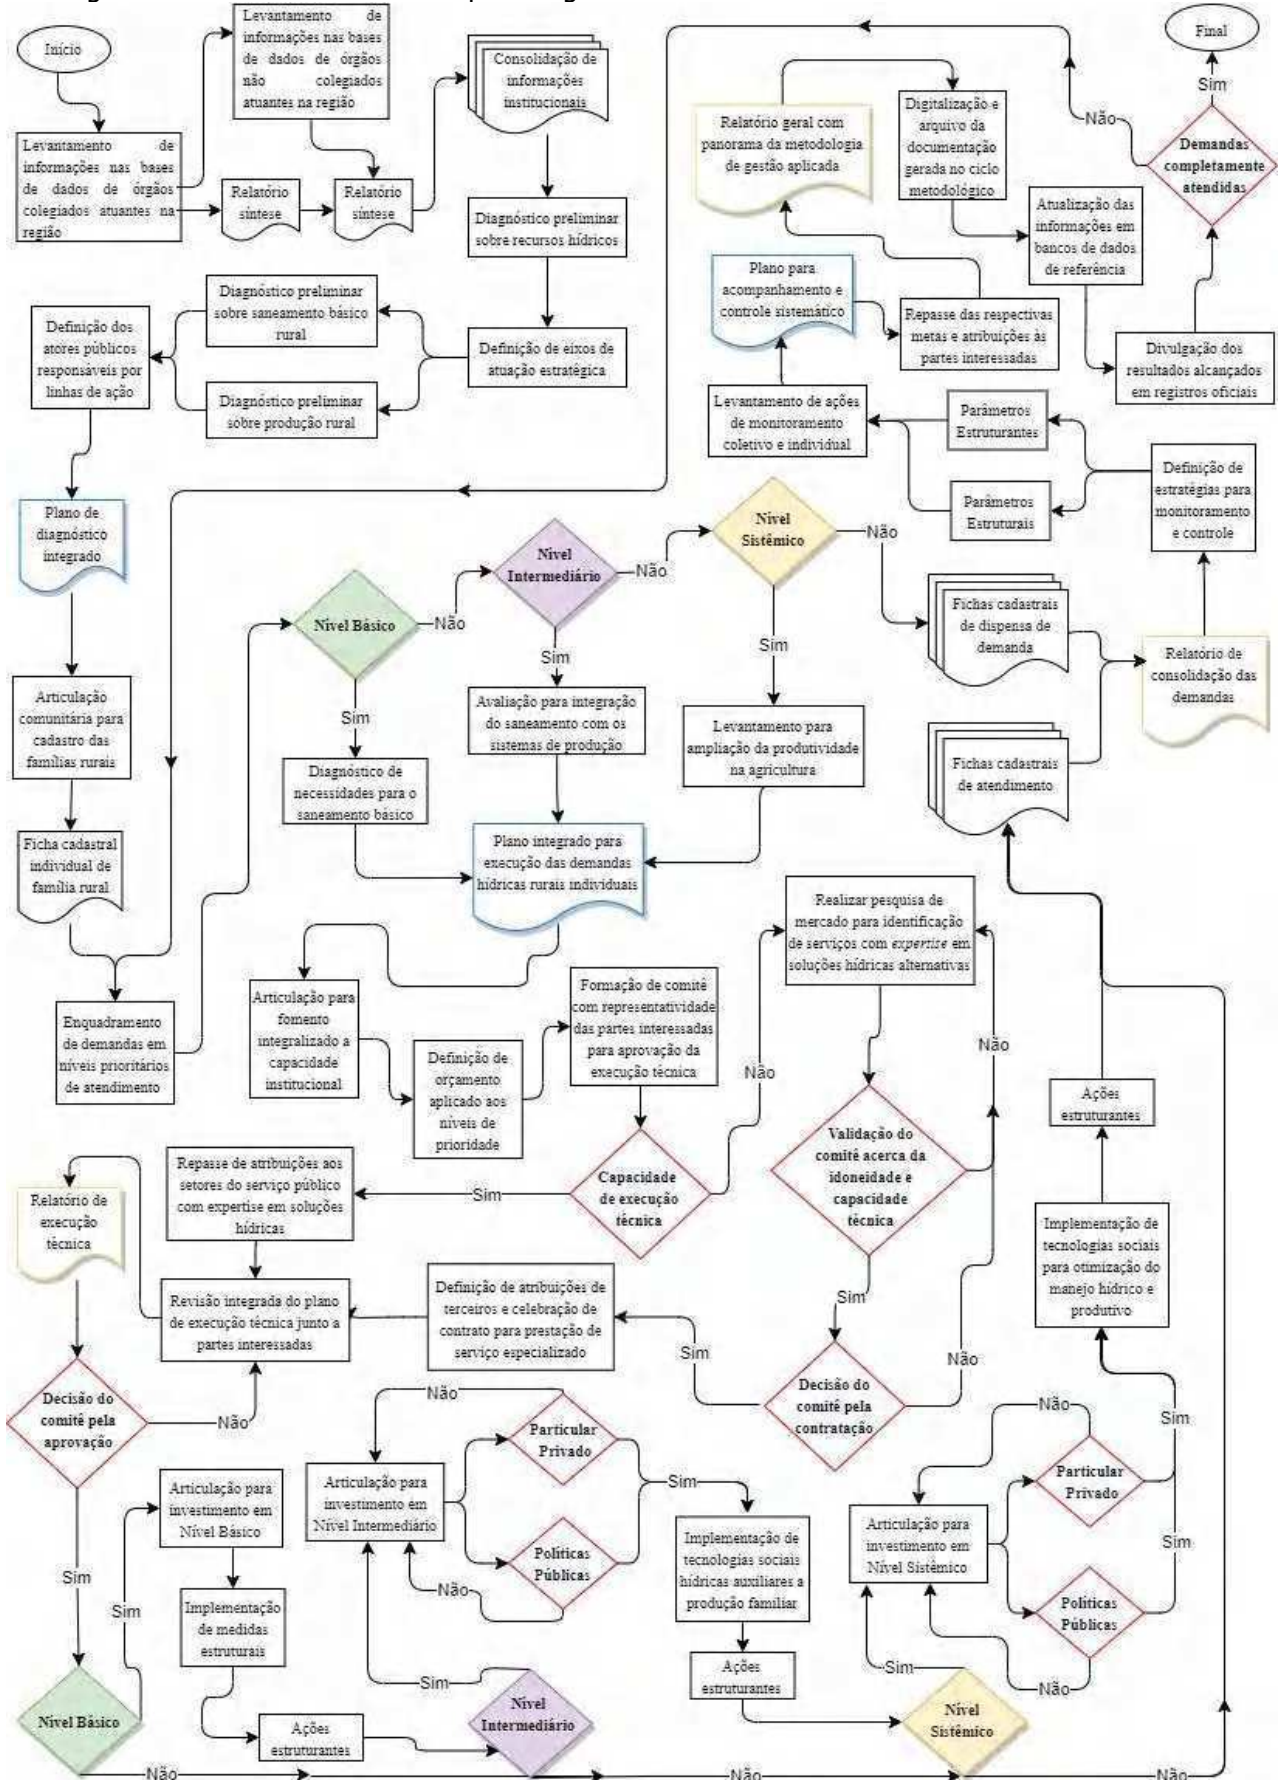 Início
Levantamento de
informações nas bases
de dados de órgãos
colegiados atuantes na
região
Levantamento de
informações nas bases
de dados de órgãos
não colegiados
atuantes na região
Relatório
síntese
Relatório
síntese
Consolidação de
informações
institucionais
Diagnóstico preliminar
sobre recursos hídricos
Definição de eixos de
atuação estratégica
Diagnóstico preliminar
sobre saneamento básico
rural
Diagnóstico preliminar
sobre produção rural
Definição dos
atores públicos
responsáveis por
linhas de ação
Plano de
diagnóstico
integrado
Articulação
comunitária para
cadastro das
famílias rurais
Ficha cadastral
individual de
família rural
Enquadramento
de demandas em
níveis prioritários
de atendimento
Nível Básico
Não
Sim
Nível
Intermediário
Não
Sim
Nível
Sistêmico
Não
Sim
Diagnóstico de
necessidades para o
saneamento básico
Avaliação para integração
do saneamento com os
sistemas de produção
Levantamento para
ampliação da produtividade
na agricultura
Plano integrado para
execução das demandas
hídricas rurais individuais
Fichas cadastrais
de dispensa de
demanda
Fichas cadastrais
de atendimento
Relatório de
consolidação das
demandas
Definição de
estratégias para
monitoramento
e controle
Parâmetros
Estruturantes
Parâmetros
Estruturais
Levantamento de ações
de monitoramento
coletivo e individual
Plano para
acompanhamento e
controle sistemático
Repasse das respectivas
metas e atribuições às
partes interessadas
Relatório geral com
panorama da metodologia
de gestão aplicada
Digitalização e
arquivo da
documentação
gerada no ciclo
metodológico
Atualização das
informações em
bancos de dados
de referência
Divulgação dos
resultados alcançados
em registros oficiais
Demandas
completamente
atendidas
Não
Sim
Final
Articulação para
fomento
integralizado a
capacidade
institucional
Definição de
orçamento
aplicado aos
níveis de
prioridade
Formação de comitê
com representatividade
das partes interessadas
para aprovação da
execução técnica
Capacidade
de execução
técnica
Sim
Não
Realizar pesquisa de
mercado para identificação
de serviços com expertise em
soluções hídricas alternativas
Validação do
comitê acerca da
idoneidade e
capacidade
técnica
Não
Sim
Decisão do
comitê pela
contratação
Não
Sim
Definição de atribuições de
terceiros e celebração de
contrato para prestação de
serviço especializado
Repasse de atribuições aos
setores do serviço público
com expertise em soluções
hídricas
Revisão integrada do plano
de execução técnica junto a
partes interessadas
Relatório de
execução
técnica
Decisão do
comitê pela
aprovação
Não
Sim
Nível Básico
Sim
Não
Articulação para
investimento em
Nível Básico
Implementação
de medidas
estruturais
Ações
estruturantes
Nível
Intermediário
Sim
Não
Articulação para
investimento em
Nível Intermediário
Não
Particular
Privado
Políticas
Públicas
Não
Sim
Implementação de
tecnologias sociais
hídricas auxiliares a
produção familiar
Ações
estruturantes
Nível
Sistêmico
Sim
Não
Articulação para
investimento em
Nível Sistêmico
Não
Particular
Privado
Políticas
Públicas
Não
Sim
Sim
Implementação de
tecnologias sociais
para otimização do
manejo hídrico e
produtivo
Ações
estruturantes